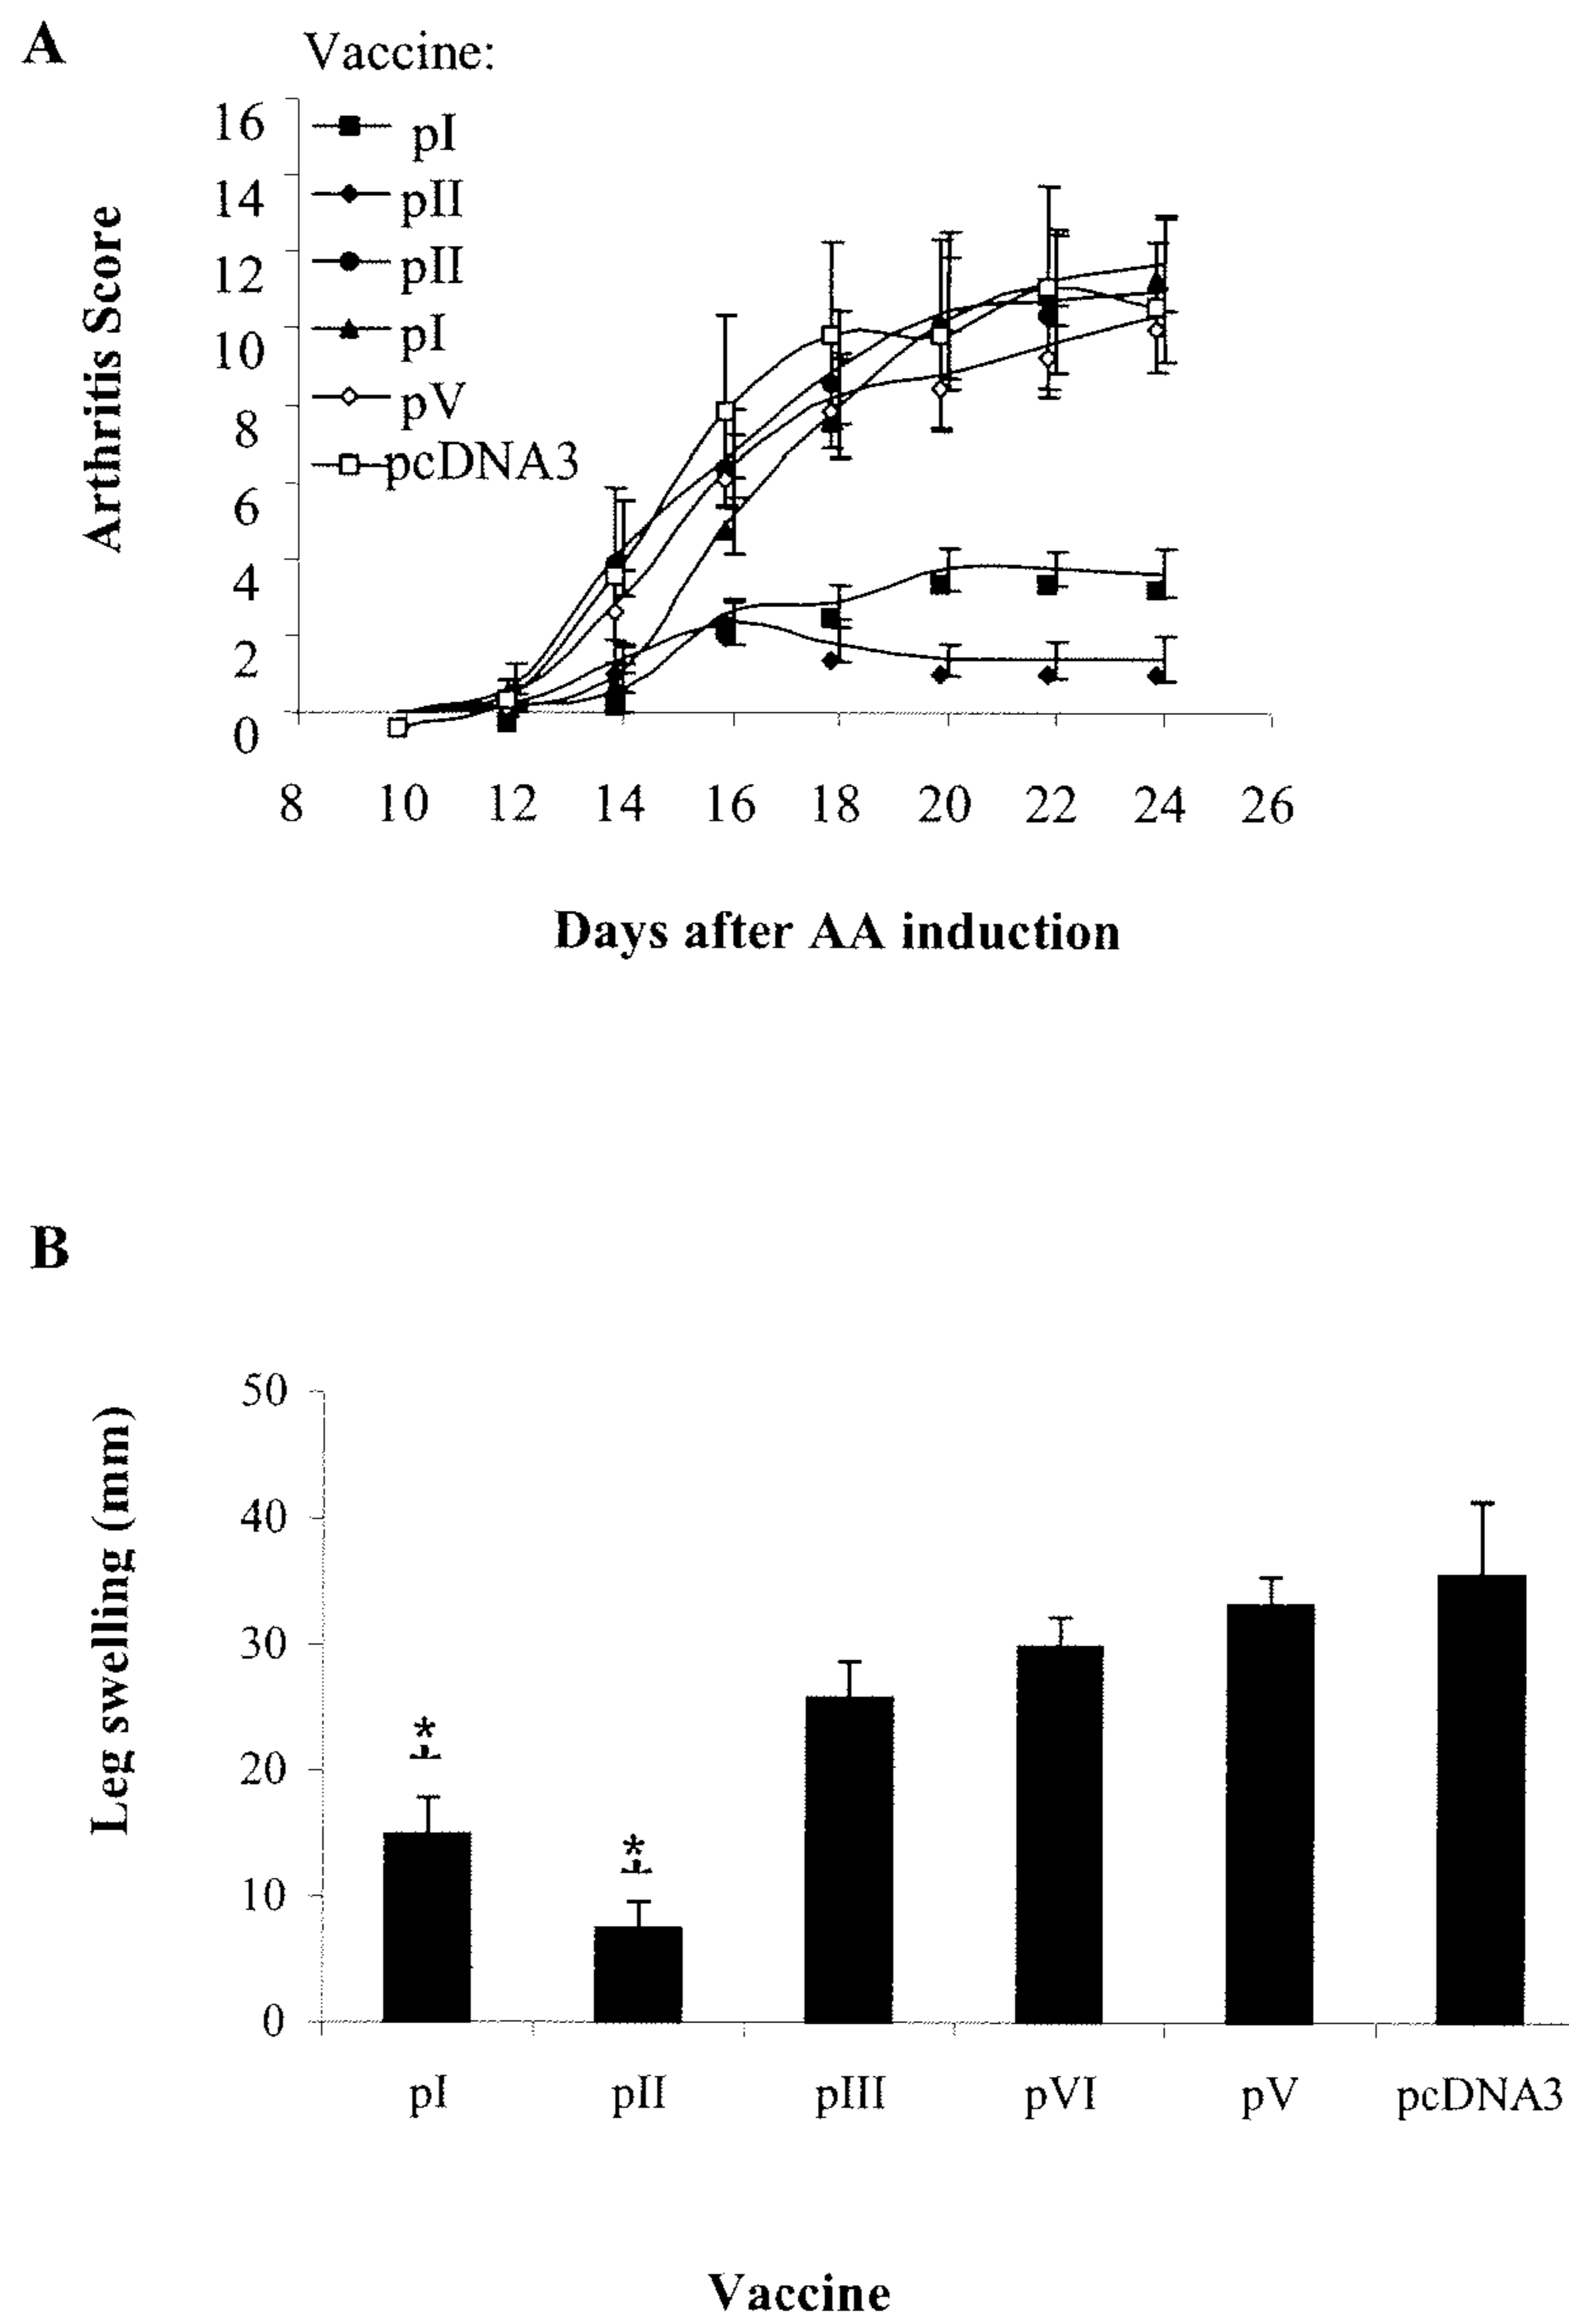 A
Vaccine:
16
14
12
10
8
6
4
2
0
pI
pII
pII
pI
pV
pcDNA3
Arthritis Score
8 10 12 14 16 18 20 22 24 26
Days after AA induction
B
50
40
30
20
10
0
Leg swelling (mm)
*
*
pI pII pIII pVI pV pcDNA3
Vaccine